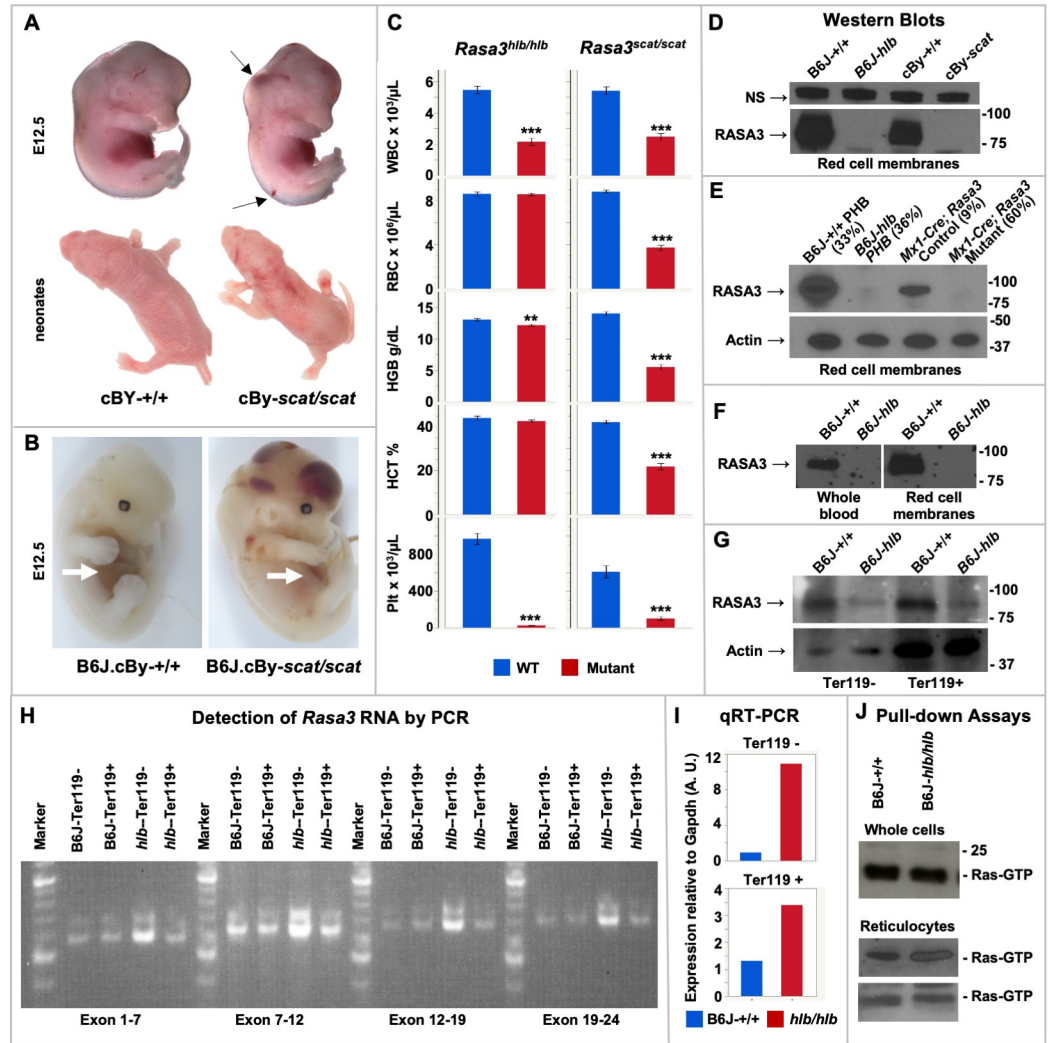 A
E12.5
neonates
cBY-+/+
cBy-scat/scat
B
E12.5
B6J.cBy-+/+
B6J.cBy-scat/scat
C
Rasa3hlb/hlb
Rasa3scat/scat
WBC x 10³/µL
6
4
2
0
***
***
RBC x 10⁶/µL
8
4
0
***
HGB g/dL
15
10
5
0
**
***
HCT %
40
20
0
***
Plt x 10³/µL
800
400
0
***
***
WT
Mutant
D
Western Blots
B6J-+/+
B6J-hlb
cBy-+/+
cBy-scat
NS →
RASA3 →
-100
- 75
Red cell membranes
E
B6J-+/+ PHB
(33%)
B6J-hlb
PHB (36%)
Mx1-Cre; Rasa3
Control (9%)
Mx1-Cre; Rasa3
Mutant (60%)
RASA3 →
-100
-75
-50
Actin →
-37
Red cell membranes
F
B6J-+/+
B6J-hlb
B6J-+/+
B6J-hlb
RASA3 →
-100
- 75
Whole
blood
Red cell
membranes
G
B6J-+/+
B6J-hlb
B6J-+/+
B6J-hlb
RASA3 →
-100
- 75
Actin →
- 37
Ter119-
Ter119+
H
Detection of Rasa3 RNA by PCR
Marker
B6J-Ter119-
B6J-Ter119+
hlb--Ter119-
hlb--Ter119+
Marker
B6J-Ter119-
B6J-Ter119+
hlb--Ter119-
hlb--Ter119+
Marker
B6J-Ter119-
B6J-Ter119+
hlb--Ter119-
hlb--Ter119+
Marker
B6J-Ter119-
B6J-Ter119+
hlb--Ter119-
hlb--Ter119+
Exon 1-7
Exon 7-12
Exon 12-19
Exon 19-24
I
qRT-PCR
Expression relative to Gapdh (A. U.)
Ter119 -
12
8
4
0
Ter119 +
4
3
2
1
0
B6J-+/+
hlb/hlb
J
Pull-down Assays
B6J-+/+
B6J-hlb/hlb
Whole cells
- 25
- Ras-GTP
Reticulocytes
- Ras-GTP
- Ras-GTP